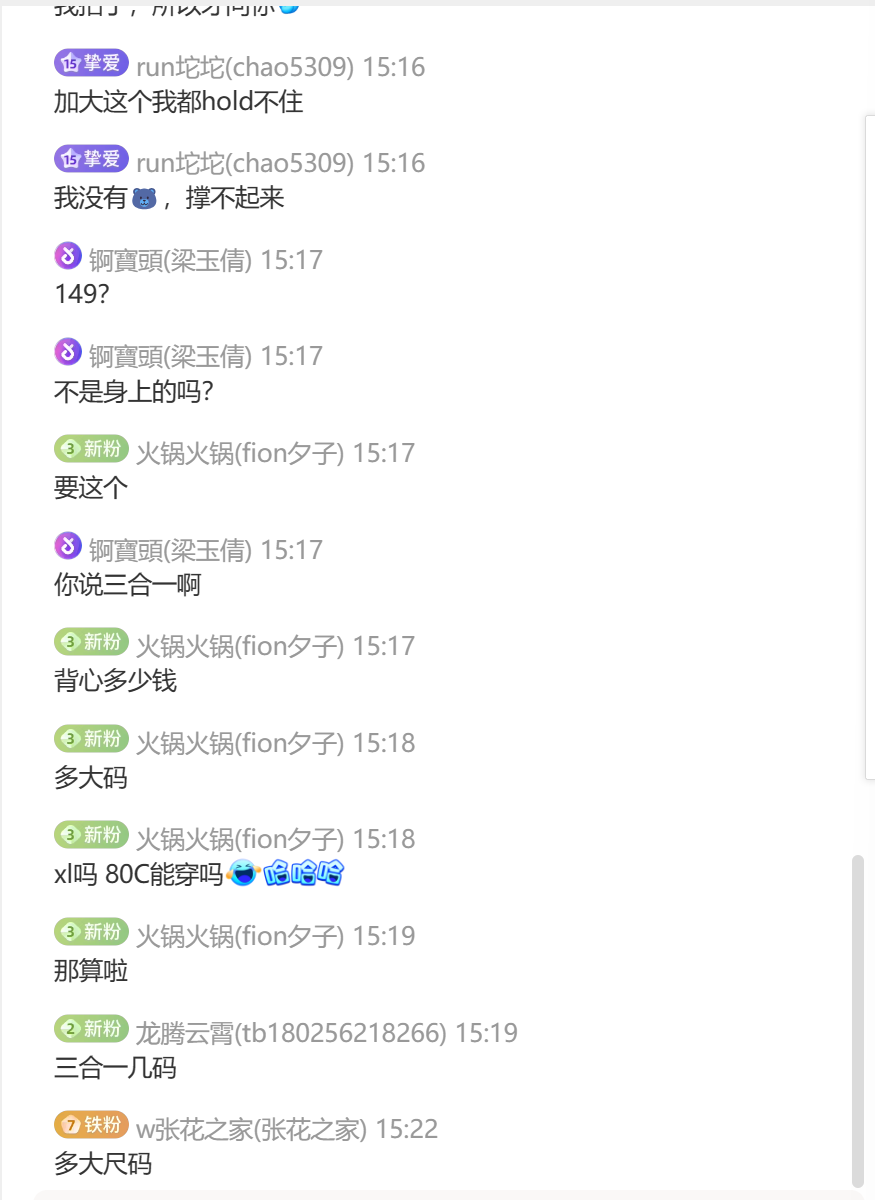 我拍了，所以才问你
15 挚爱 run坨坨(chao5309) 15:16
加大这个我都hold不住
15 挚爱 run坨坨(chao5309) 15:16
我没有，撑不起来
锕寶頭(梁玉倩) 15:17
149?
锕寶頭(梁玉倩) 15:17
不是身上的吗?
3 新粉 火锅火锅(fion夕子) 15:17
要这个
锕寶頭(梁玉倩) 15:17
你说三合一啊
3 新粉 火锅火锅(fion夕子) 15:17
背心多少钱
3 新粉 火锅火锅(fion夕子) 15:18
多大码
3 新粉 火锅火锅(fion夕子) 15:18
xl吗 80C能穿吗哈哈哈
3 新粉 火锅火锅(fion夕子) 15:19
那算啦
2 新粉 龙腾云霄(tb180256218266) 15:19
三合一几码
7 铁粉 w张花之家(张花之家) 15:22
多大尺码